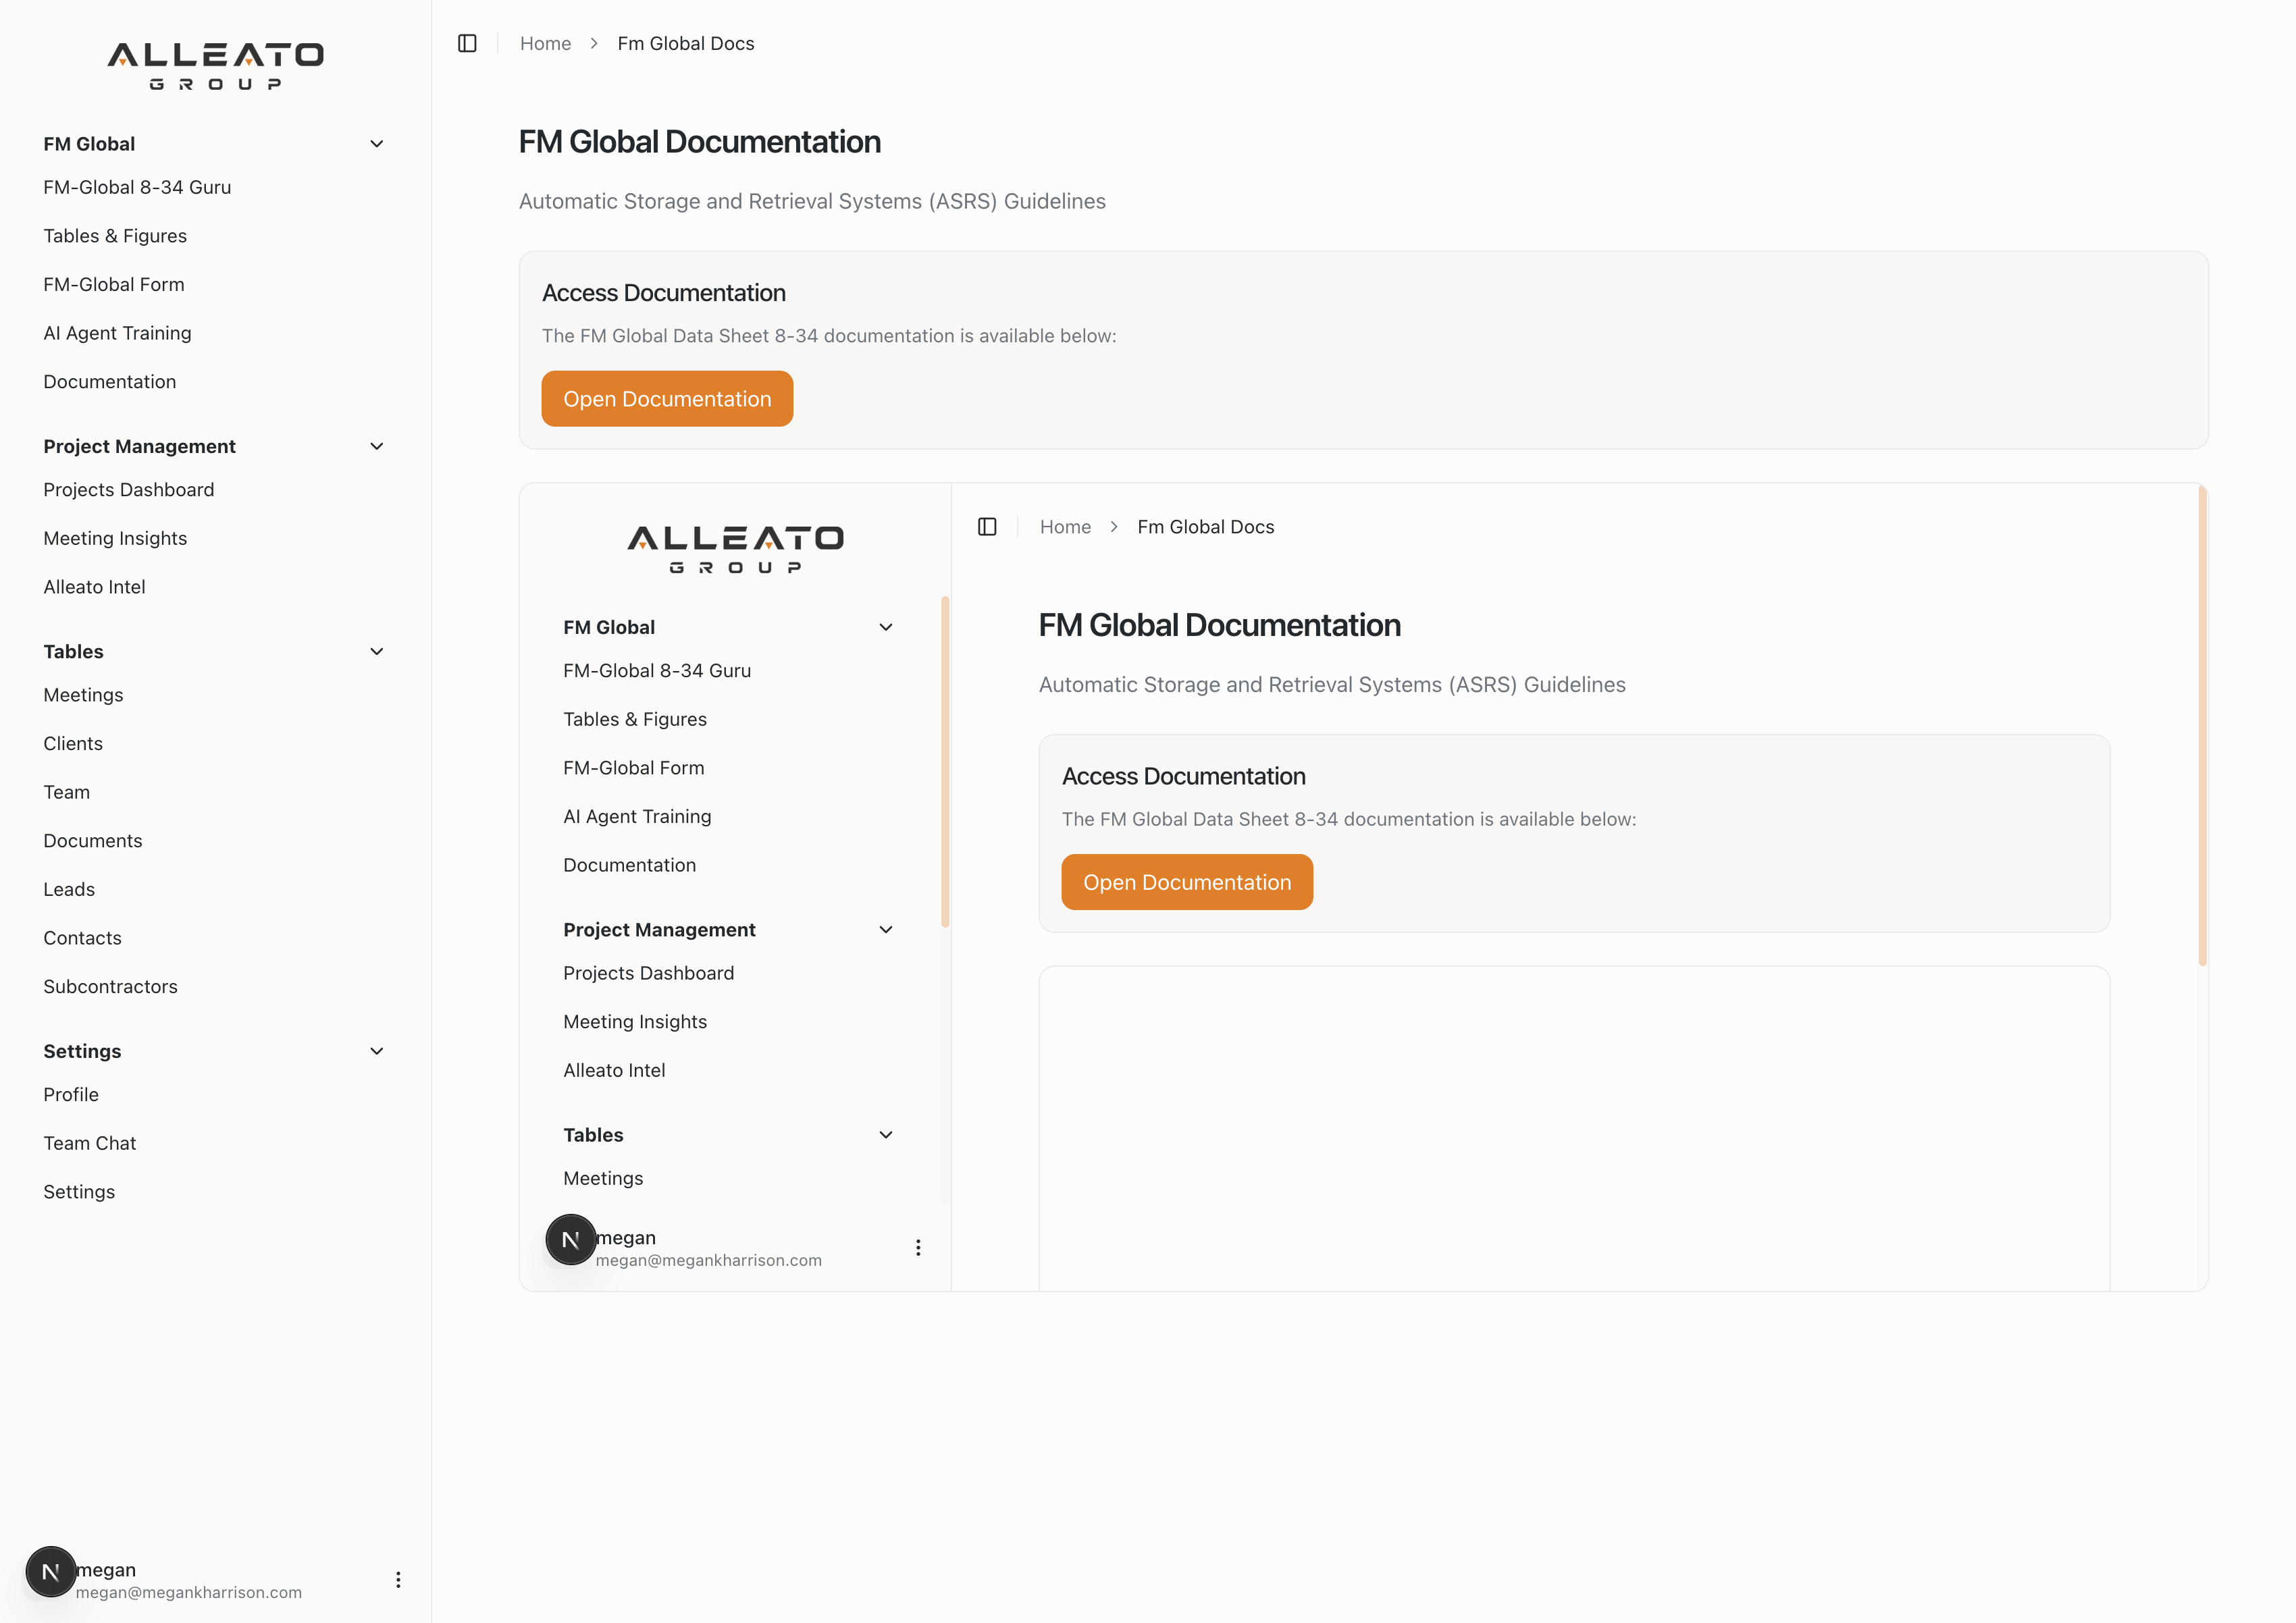 ALLEATO
GROUP
FM Global
FM-Global 8-34 Guru
Tables & Figures
FM-Global Form
AI Agent Training
Documentation
Project Management
Projects Dashboard
Meeting Insights
Alleato Intel
Tables
Meetings
Clients
Team
Documents
Leads
Contacts
Subcontractors
Settings
Profile
Team Chat
Settings
N
megan
megan@megankharrison.com
Home > Fm Global Docs
FM Global Documentation
Automatic Storage and Retrieval Systems (ASRS) Guidelines
Access Documentation
The FM Global Data Sheet 8-34 documentation is available below:
Open Documentation
ALLEATO
GROUP
FM Global
FM-Global 8-34 Guru
Tables & Figures
FM-Global Form
AI Agent Training
Documentation
Project Management
Projects Dashboard
Meeting Insights
Alleato Intel
Tables
Meetings
N
megan
megan@megankharrison.com
Home > Fm Global Docs
FM Global Documentation
Automatic Storage and Retrieval Systems (ASRS) Guidelines
Access Documentation
The FM Global Data Sheet 8-34 documentation is available below:
Open Documentation